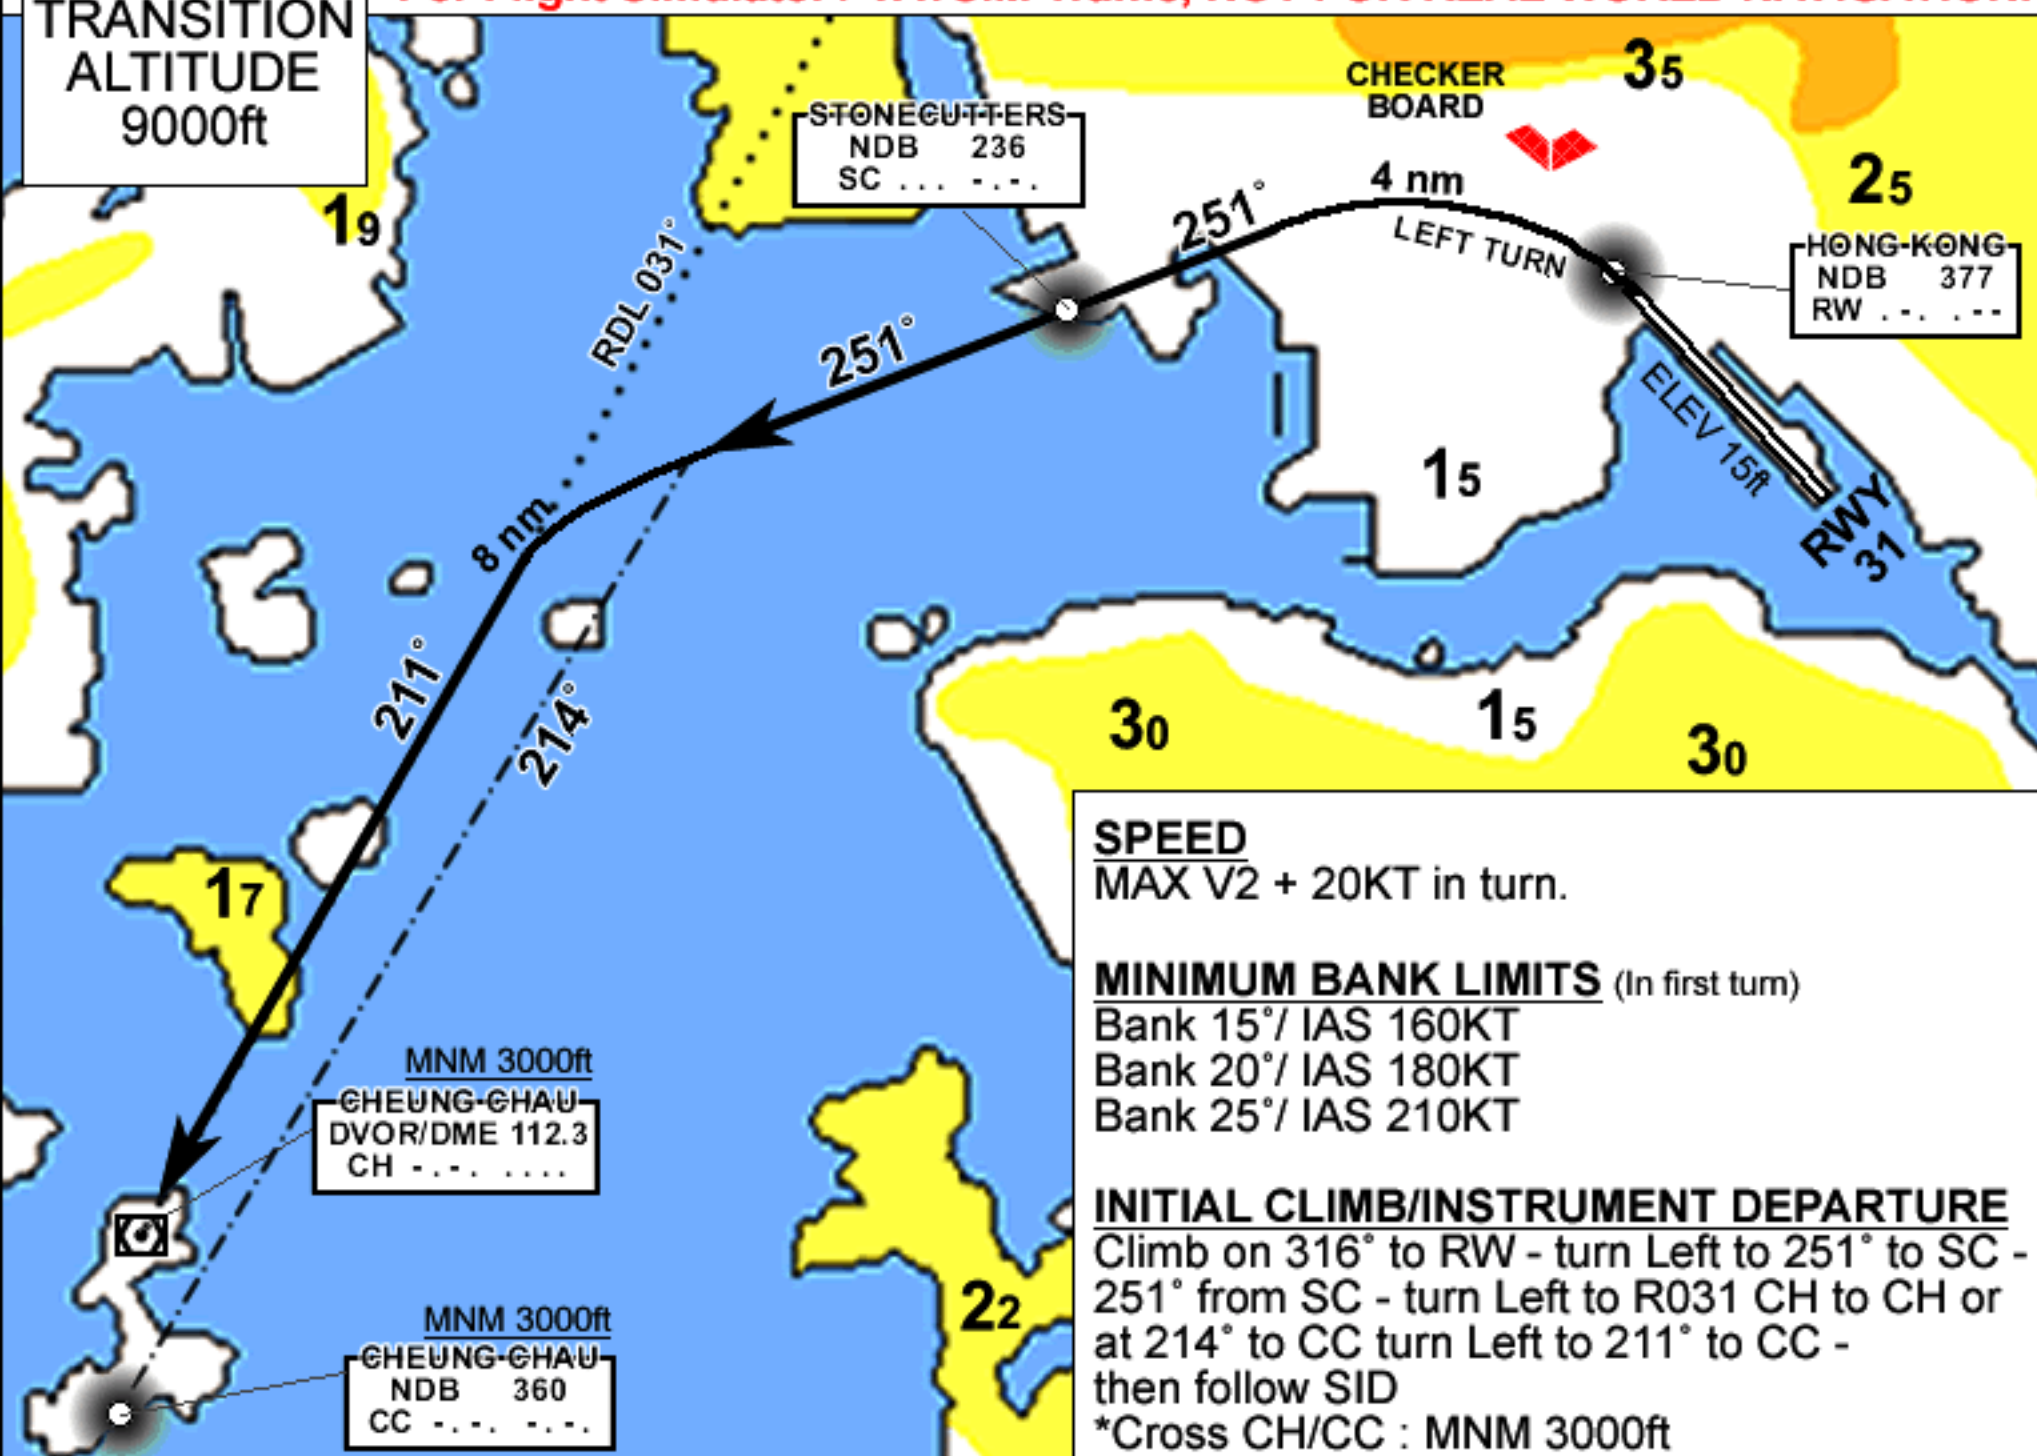 TRANSITION
ALTITUDE
9000ft
CHECKER
BOARD
STONECUTTERS
NDB 236
SC ... -.-.
HONG KONG
NDB 377
RW .-. .--
35
25
19
4 nm
LEFT TURN
251°
251°
RDL 031°
8 nm
211°
214°
ELEV 15ft
RWY
31
15
30
15
30
17
22
MNM 3000ft
CHEUNG CHAU
DVOR/DME 112.3
CH -.-. ....
MNM 3000ft
CHEUNG CHAU
NDB 360
CC -.-. -.-.
SPEED
MAX V2 + 20KT in turn.
MINIMUM BANK LIMITS (In first turn)
Bank 15°/ IAS 160KT
Bank 20°/ IAS 180KT
Bank 25°/ IAS 210KT
INITIAL CLIMB/INSTRUMENT DEPARTURE
Climb on 316° to RW - turn Left to 251° to SC -
251° from SC - turn Left to R031 CH to CH or
at 214° to CC turn Left to 211° to CC -
then follow SID
*Cross CH/CC : MNM 3000ft